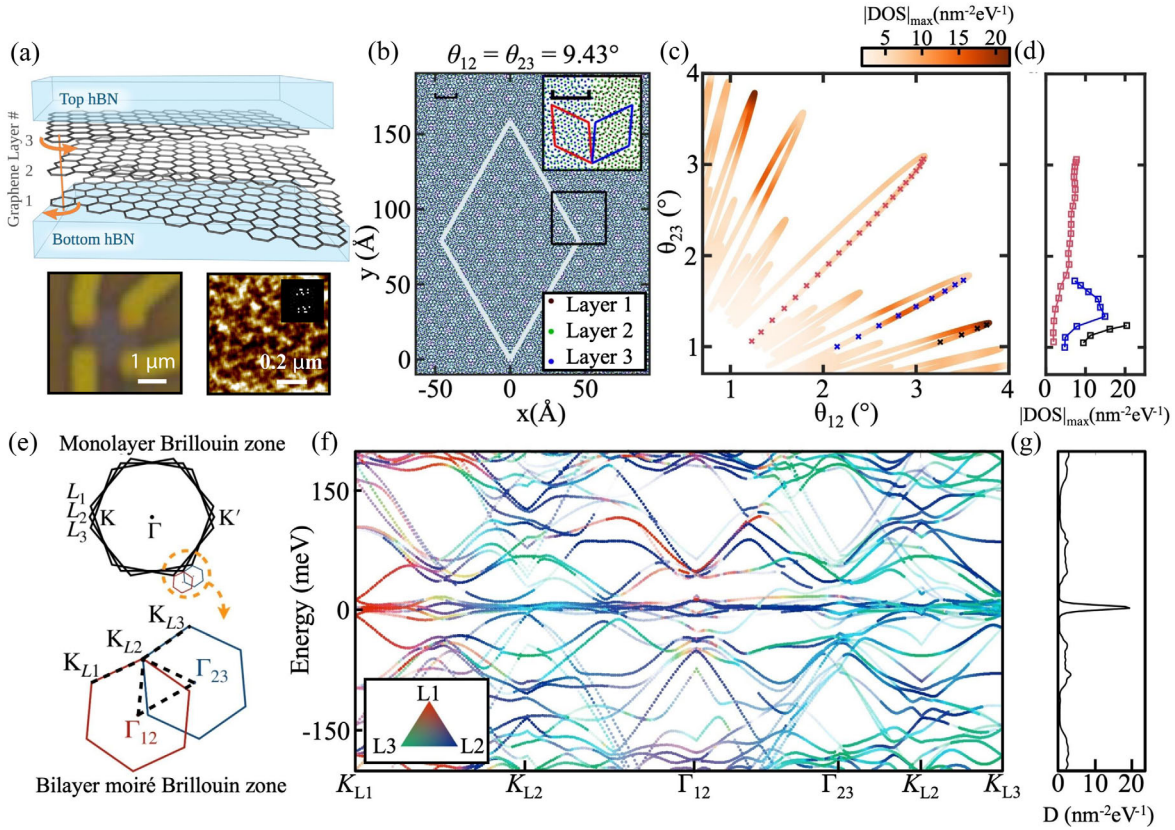 (a)
Top hBN
Graphene Layer #
3
2
1
Bottom hBN
1 μm
0.2 μm
(b)
θ12 = θ23 = 9.43°
y (Å)
150
100
50
0
-50
0
50
x(Å)
Layer 1
Layer 2
Layer 3
(c)
|DOS|max(nm-2eV-1)
5
10
15
20
θ23 (°)
4
3
2
1
1
2
3
4
θ12 (°)
(d)
0
10
20
|DOS|max(nm-2eV-1)
(e)
Monolayer Brillouin zone
L1
L2
L3
K
Γ
K′
KL3
KL2
KL1
Γ23
Γ12
Bilayer moiré Brillouin zone
(f)
Energy (meV)
150
0
-150
L1
L3
L2
KL1
KL2
Γ12
Γ23
KL2
KL3
(g)
0
10
20
D (nm-2eV-1)